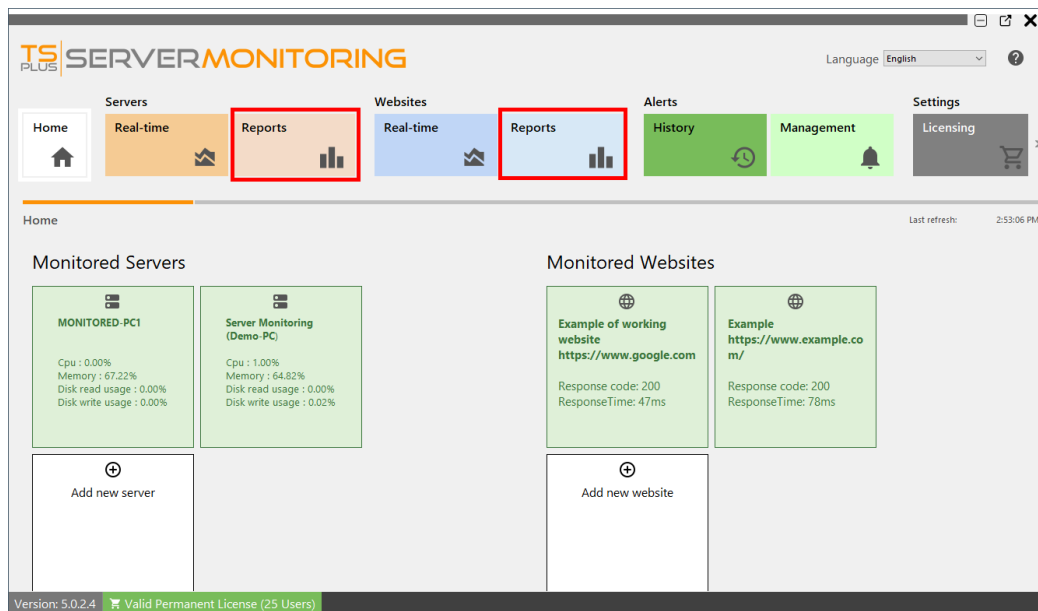 TS PLUS SERVERMONITORING
Language English
Servers
Websites
Alerts
Settings
Home
Real-time
Reports
Real-time
Reports
History
Management
Licensing
Home
Last refresh: 2:53:06 PM
Monitored Servers
Monitored Websites
MONITORED-PC1
Cpu : 0.00%
Memory : 67.22%
Disk read usage : 0.00%
Disk write usage : 0.00%
Server Monitoring
(Demo-PC)
Cpu : 1.00%
Memory : 64.82%
Disk read usage : 0.00%
Disk write usage : 0.02%
Example of working
website
https://www.google.com
Response code: 200
ResponseTime: 47ms
Example
https://www.example.co
m/
Response code: 200
ResponseTime: 78ms
Add new server
Add new website
Version: 5.0.2.4
Valid Permanent License (25 Users)